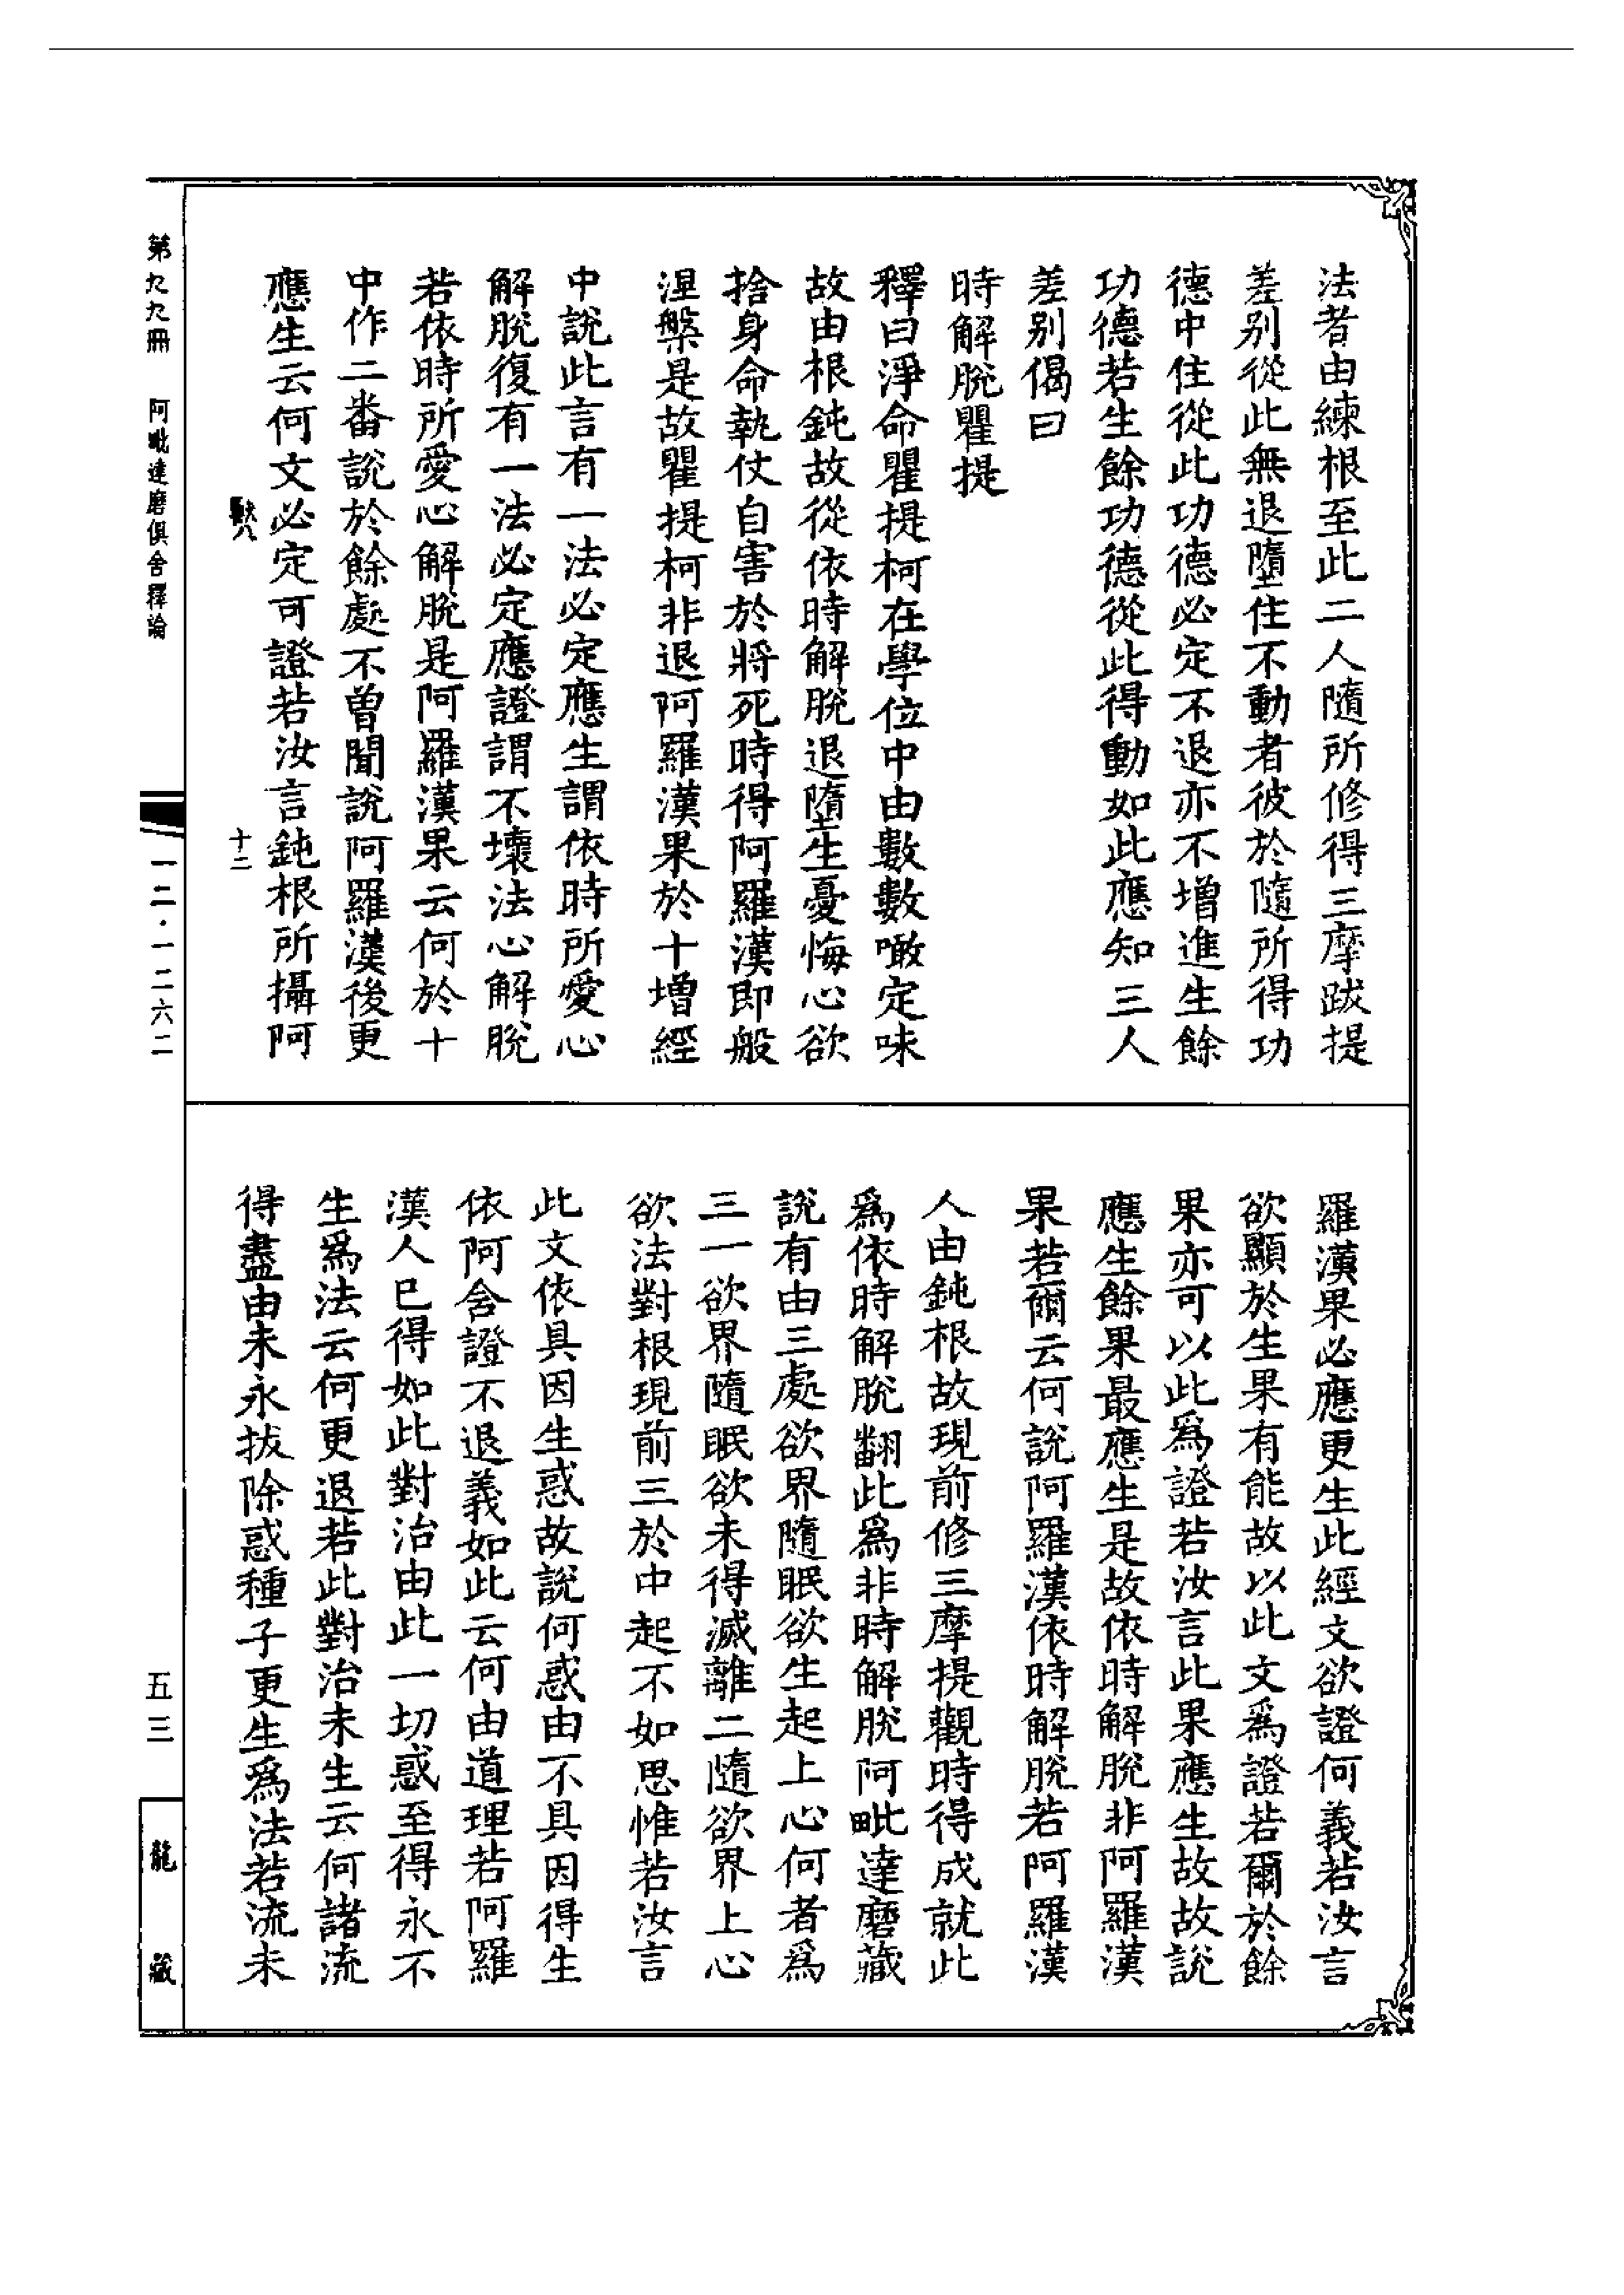 法者由練根至此二人隨所修得三摩跋提
差別從此無退墮住不動者彼於隨所得功
德中住從此功德必定不退亦不增進生餘
功德若生餘功德從此得動如此應知三人
差别偈曰
時解脫瞿提
釋曰淨命瞿提柯在學位中由數數噉定味
故由根鈍故從依時解脫退墮生憂悔心欲
捨身命執仗自害於將死時得阿羅漢即般
涅槃是故瞿提柯非退阿羅漢果於十增經
中說此言有一法必定應生謂依時所愛心
解脫復有一法必定應證謂不壞法心解脫
若依時所愛心解脫是阿羅漢果云何於十
中作二番說於餘處不曾聞說阿羅漢後更
應生云何文必定可證若汝言鈍根所攝阿
十二
羅漢果必應更生此經文欲證何義若汝言
欲顯於生果有能故以此文爲證若爾於餘
果亦可以此爲證若汝言此果應生故故說
應生餘果最應生是故依時解脫非阿羅漢
果若爾云何說阿羅漢依時解脫若阿羅漢
人由鈍根故現前修三摩提觀時得成就此
爲依時解脫翻此爲非時解脫阿毗達磨藏
說有由三處欲界隨眠欲生起上心何者爲
三一欲界隨眠欲未得滅離二隨欲界上心
欲法對根現前三於中起不如思惟若汝言
此文依具因生惑故說何惑由不具因得生
依阿含證不退義如此云何由道理若阿羅
漢人已得如此對治由此一切惑至得永不
生爲法云何更退若此對治未生云何諸流
得盡由未永拔除惑種子更生爲法若流未
第九九冊 阿毗達磨俱舍釋論
一二·一二六二
五三
龍藏